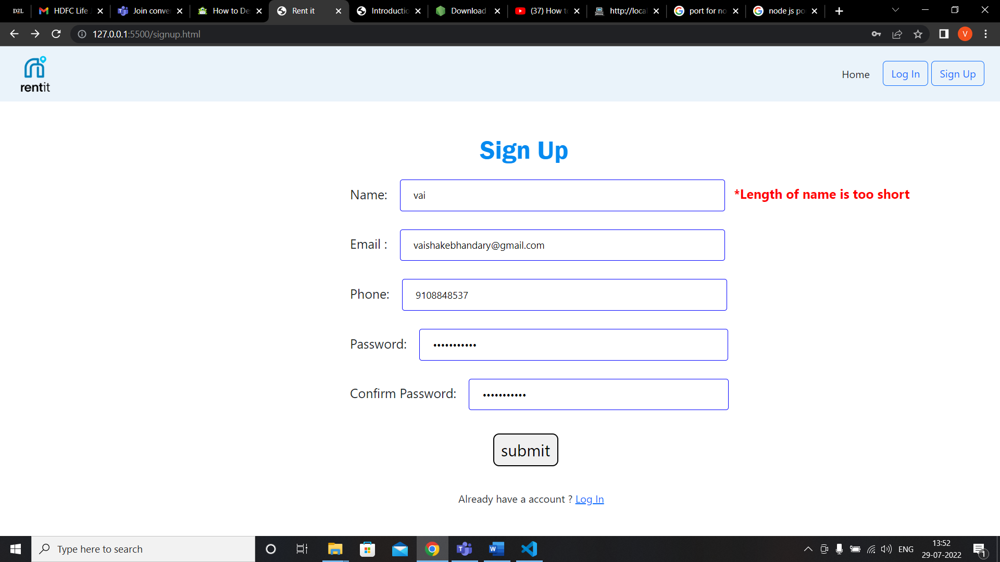 D2L HDFC Life Join conve How to De Rent it Introductio Download (37) How to http://local port for no node js po
127.0.0.1:5500/signup.html V
rentit
Home Log In Sign Up
Sign Up
Name: vai *Length of name is too short
Email : vaishakebhandary@gmail.com
Phone: 9108848537
Password: •••••••••••
Confirm Password: •••••••••••
submit
Already have a account ? Log In
Type here to search ENG 13:52
29-07-2022 1